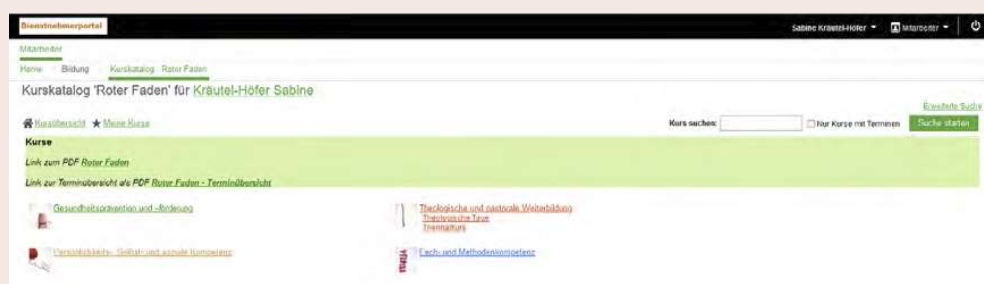 Dienstnehmerportal
Sabine Kräutel-Höfer
Mitarbeiter
Mitarbeiter
Home Bildung Kurskatalog Roter Faden
Kurskatalog 'Roter Faden' für Kräutel-Höfer Sabine
Erweiterte Suche
Kursübersicht Meine Kurse Kurs suchen: Nur Kurse mit Terminen Suche starten
Kurse
Link zum PDF Roter Faden
Link zur Terminübersicht als PDF Roter Faden - Terminübersicht
Gesundheitsprävention und -förderung
Theologische und pastorale Weiterbildung
Theologische Tage
Persönlichkeits-, Selbst- und soziale Kompetenz
Fach- und Methodenkompetenz